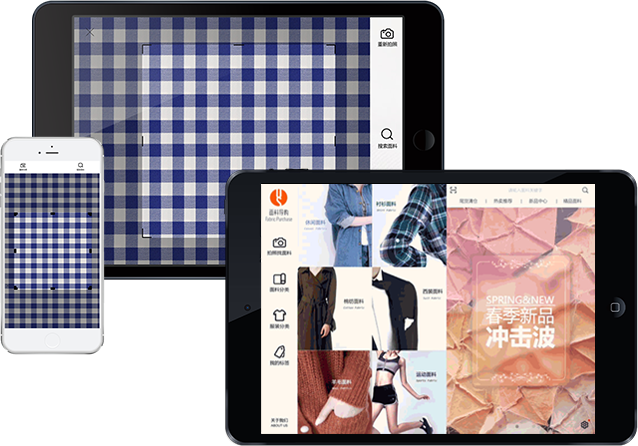 重新拍照
搜索面料
面料导购
Fabric Purchase
拍照找面料
面料分类
服装分类
我的标签
关于我们
ABOUT US
休闲面料
衬衫面料
棉纺面料
西装面料
羊毛面料
运动面料
现货清仓
热卖推荐
新品中心
精品面料
SPRING&NEW
春季新品
冲击波